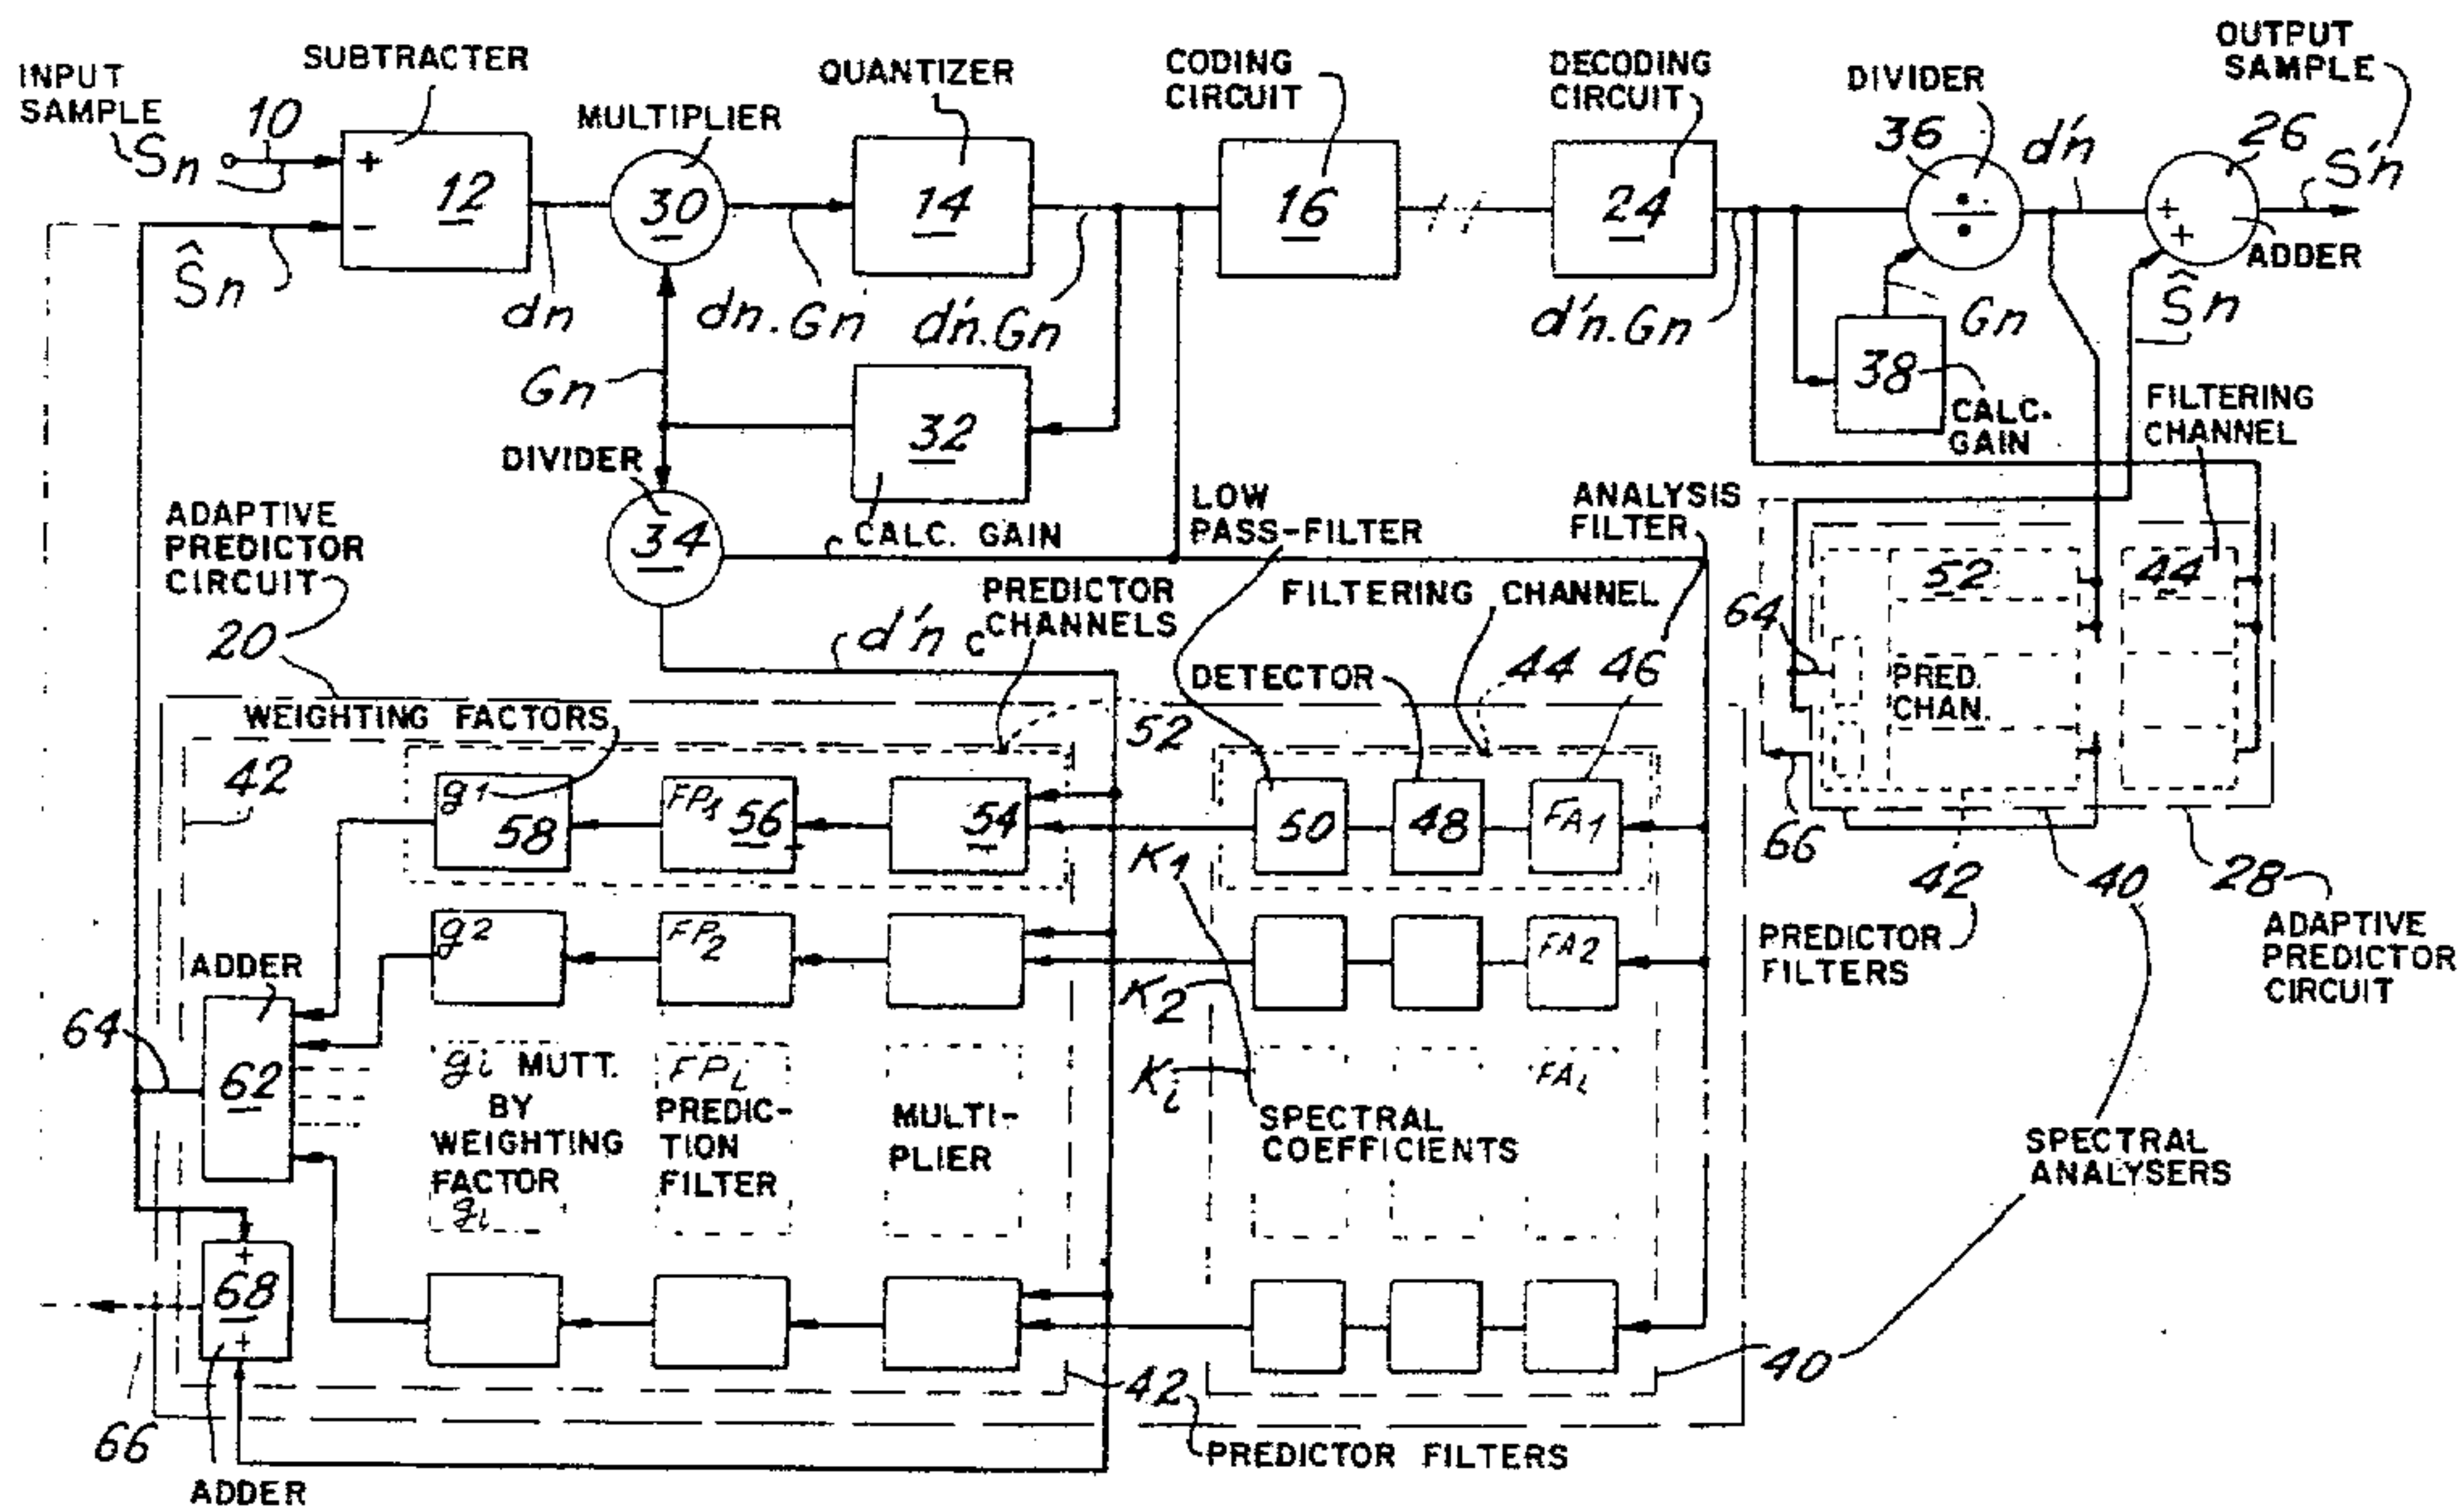 INPUT
SAMPLE
Sn
10
SUBTRACTER
+
12
-
Ŝn
dn
MULTIPLIER
30
dn.Gn
QUANTIZER
14
d'n.Gn
CODING
CIRCUIT
16
DECODING
CIRCUIT
24
d'n.Gn
DIVIDER
36
÷
d'n
OUTPUT
SAMPLE
26
S'n
+
+
ADDER
Ŝn
Gn
38
CALC.
GAIN
FILTERING
CHANNEL
Gn
32
DIVIDER
34
CALC. GAIN
LOW
PASS-FILTER
ANALYSIS
FILTER
ADAPTIVE
PREDICTOR
CIRCUIT
20
d'n
c
PREDICTOR
CHANNELS
FILTERING CHANNEL
DETECTOR
44
46
52
44
64
PRED.
CHAN.
66
42
40
28
PREDICTOR
FILTERS
ADAPTIVE
PREDICTOR
CIRCUIT
WEIGHTING FACTORS
52
42
g1
58
FP1
56
54
K1
50
48
FA1
g2
FP2
K2
FA2
ADDER
64
62
gi MUTT.
BY
WEIGHTING
FACTOR
gi
FPi
PREDIC-
TION
FILTER
MULTI-
PLIER
Ki
FAi
SPECTRAL
COEFFICIENTS
SPECTRAL
ANALYSERS
+
68
+
40
42
66
PREDICTOR FILTERS
ADDER